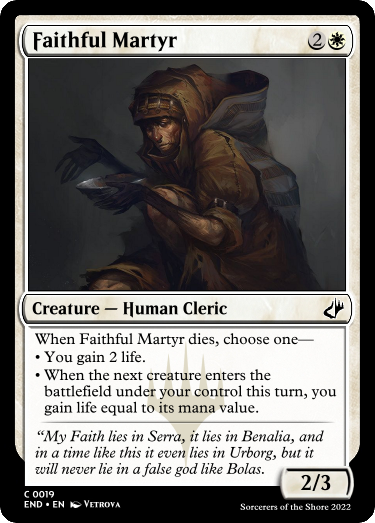 Faithful Martyr 2
Creature — Human Cleric
When Faithful Martyr dies, choose one—
• You gain 2 life.
• When the next creature enters the
battlefield under your control this turn, you
gain life equal to its mana value.
“My Faith lies in Serra, it lies in Benalia, and
in a time like this it even lies in Urborg, but it
will never lie in a false god like Bolas.
2/3
C 0019
END • EN VETROVA
Sorcerers of the Shore 2022